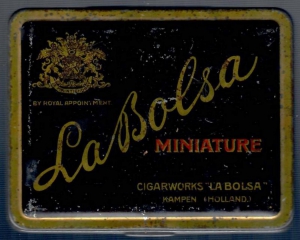 BY ROYAL APPOINTMENT
La Bolsa
MINIATURE
CIGARWORKS "LA BOLSA"
KAMPEN (HOLLAND)